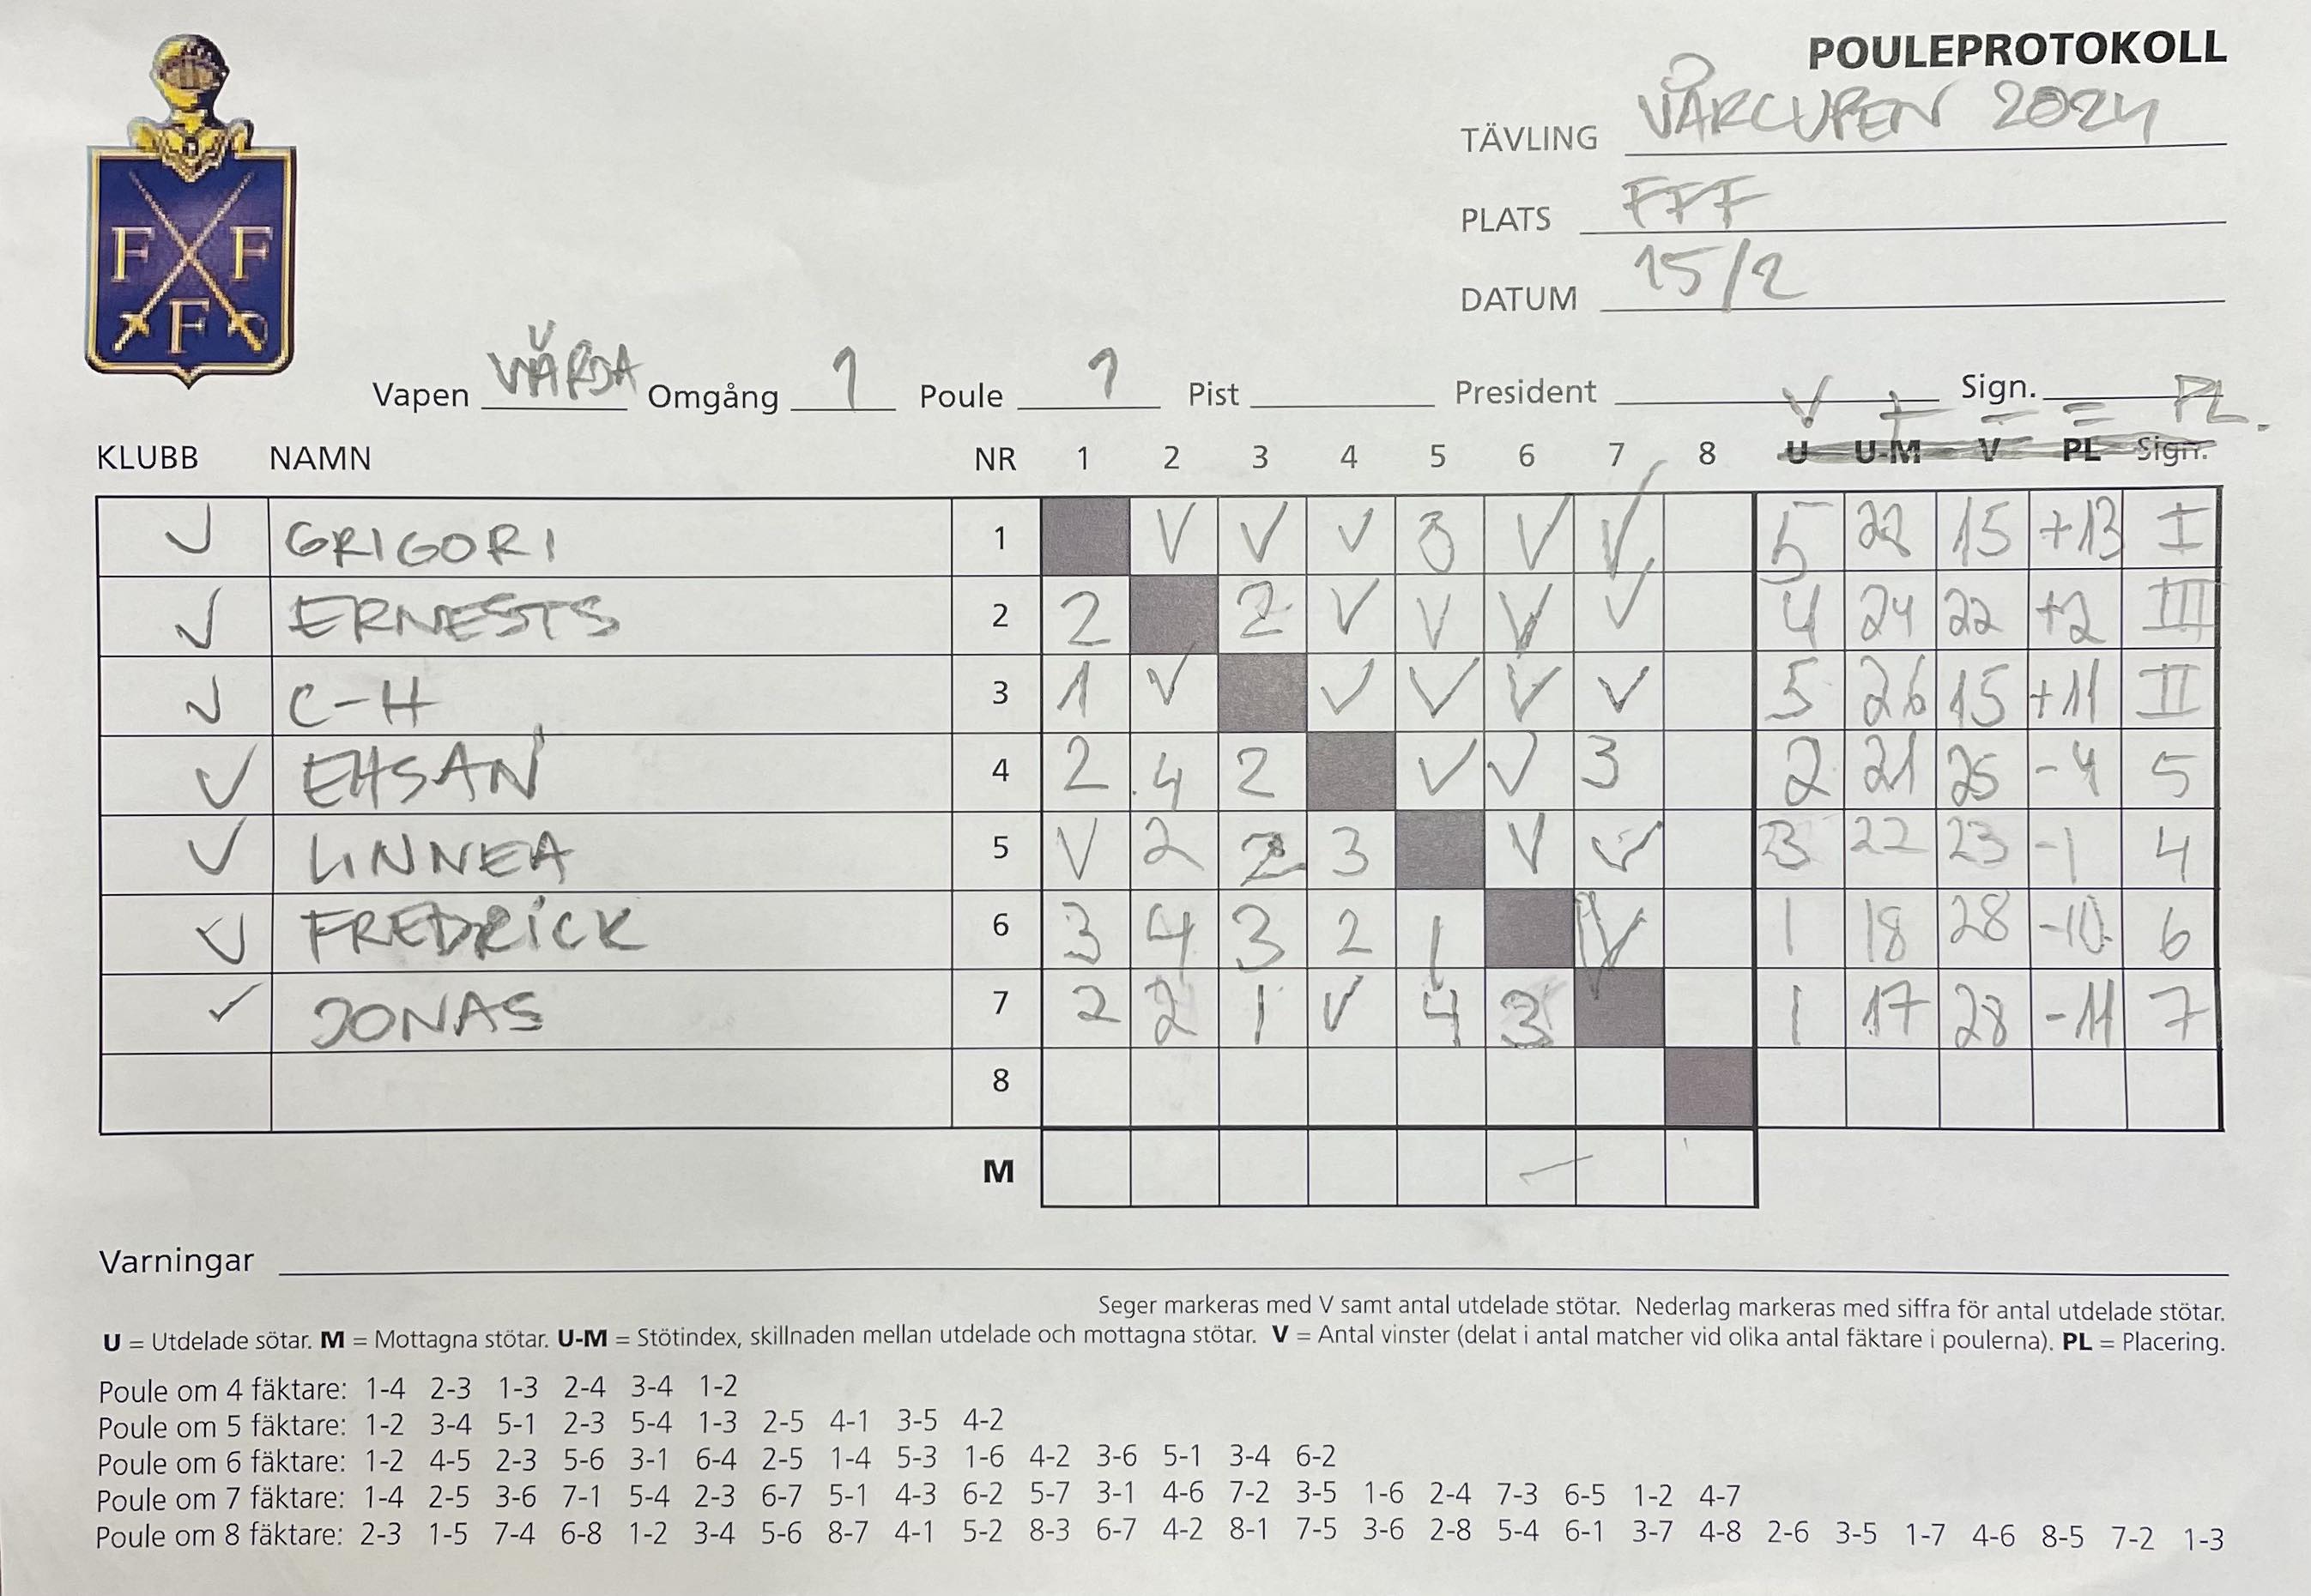 POULEPROTOKOLL
TÄVLING VÅRCUPEN 2024
PLATS FFF
DATUM 15/2
F F
F
Vapen VÄRJA Omgång 1 Poule 1 Pist President Sign.
V + - = PL.
KLUBB NAMN NR 1 2 3 4 5 6 7 8 U U-M V PL Sign.
GRIGORI 1 V V V 3 V V 5 28 15 +13 I
ERNESTS 2 2 2 V V V V 4 24 22 +2 III
C-H 3 1 V V V V V 5 26 15 +11 II
EHSAN 4 2 4 2 V V 3 2 21 25 -4 5
LINNEA 5 V 2 2 3 V V 3 22 23 -1 4
FREDRICK 6 3 4 3 2 1 V 1 18 28 -10 6
JONAS 7 2 2 1 V 4 3 1 17 28 -11 7
8
M
Varningar
Seger markeras med V samt antal utdelade stötar. Nederlag markeras med siffra för antal utdelade stötar.
U = Utdelade sötar. M = Mottagna stötar. U-M = Stötindex, skillnaden mellan utdelade och mottagna stötar. V = Antal vinster (delat i antal matcher vid olika antal fäktare i poulerna). PL = Placering.
Poule om 4 fäktare: 1-4 2-3 1-3 2-4 3-4 1-2
Poule om 5 fäktare: 1-2 3-4 5-1 2-3 5-4 1-3 2-5 4-1 3-5 4-2
Poule om 6 fäktare: 1-2 4-5 2-3 5-6 3-1 6-4 2-5 1-4 5-3 1-6 4-2 3-6 5-1 3-4 6-2
Poule om 7 fäktare: 1-4 2-5 3-6 7-1 5-4 2-3 6-7 5-1 4-3 6-2 5-7 3-1 4-6 7-2 3-5 1-6 2-4 7-3 6-5 1-2 4-7
Poule om 8 fäktare: 2-3 1-5 7-4 6-8 1-2 3-4 5-6 8-7 4-1 5-2 8-3 6-7 4-2 8-1 7-5 3-6 2-8 5-4 6-1 3-7 4-8 2-6 3-5 1-7 4-6 8-5 7-2 1-3